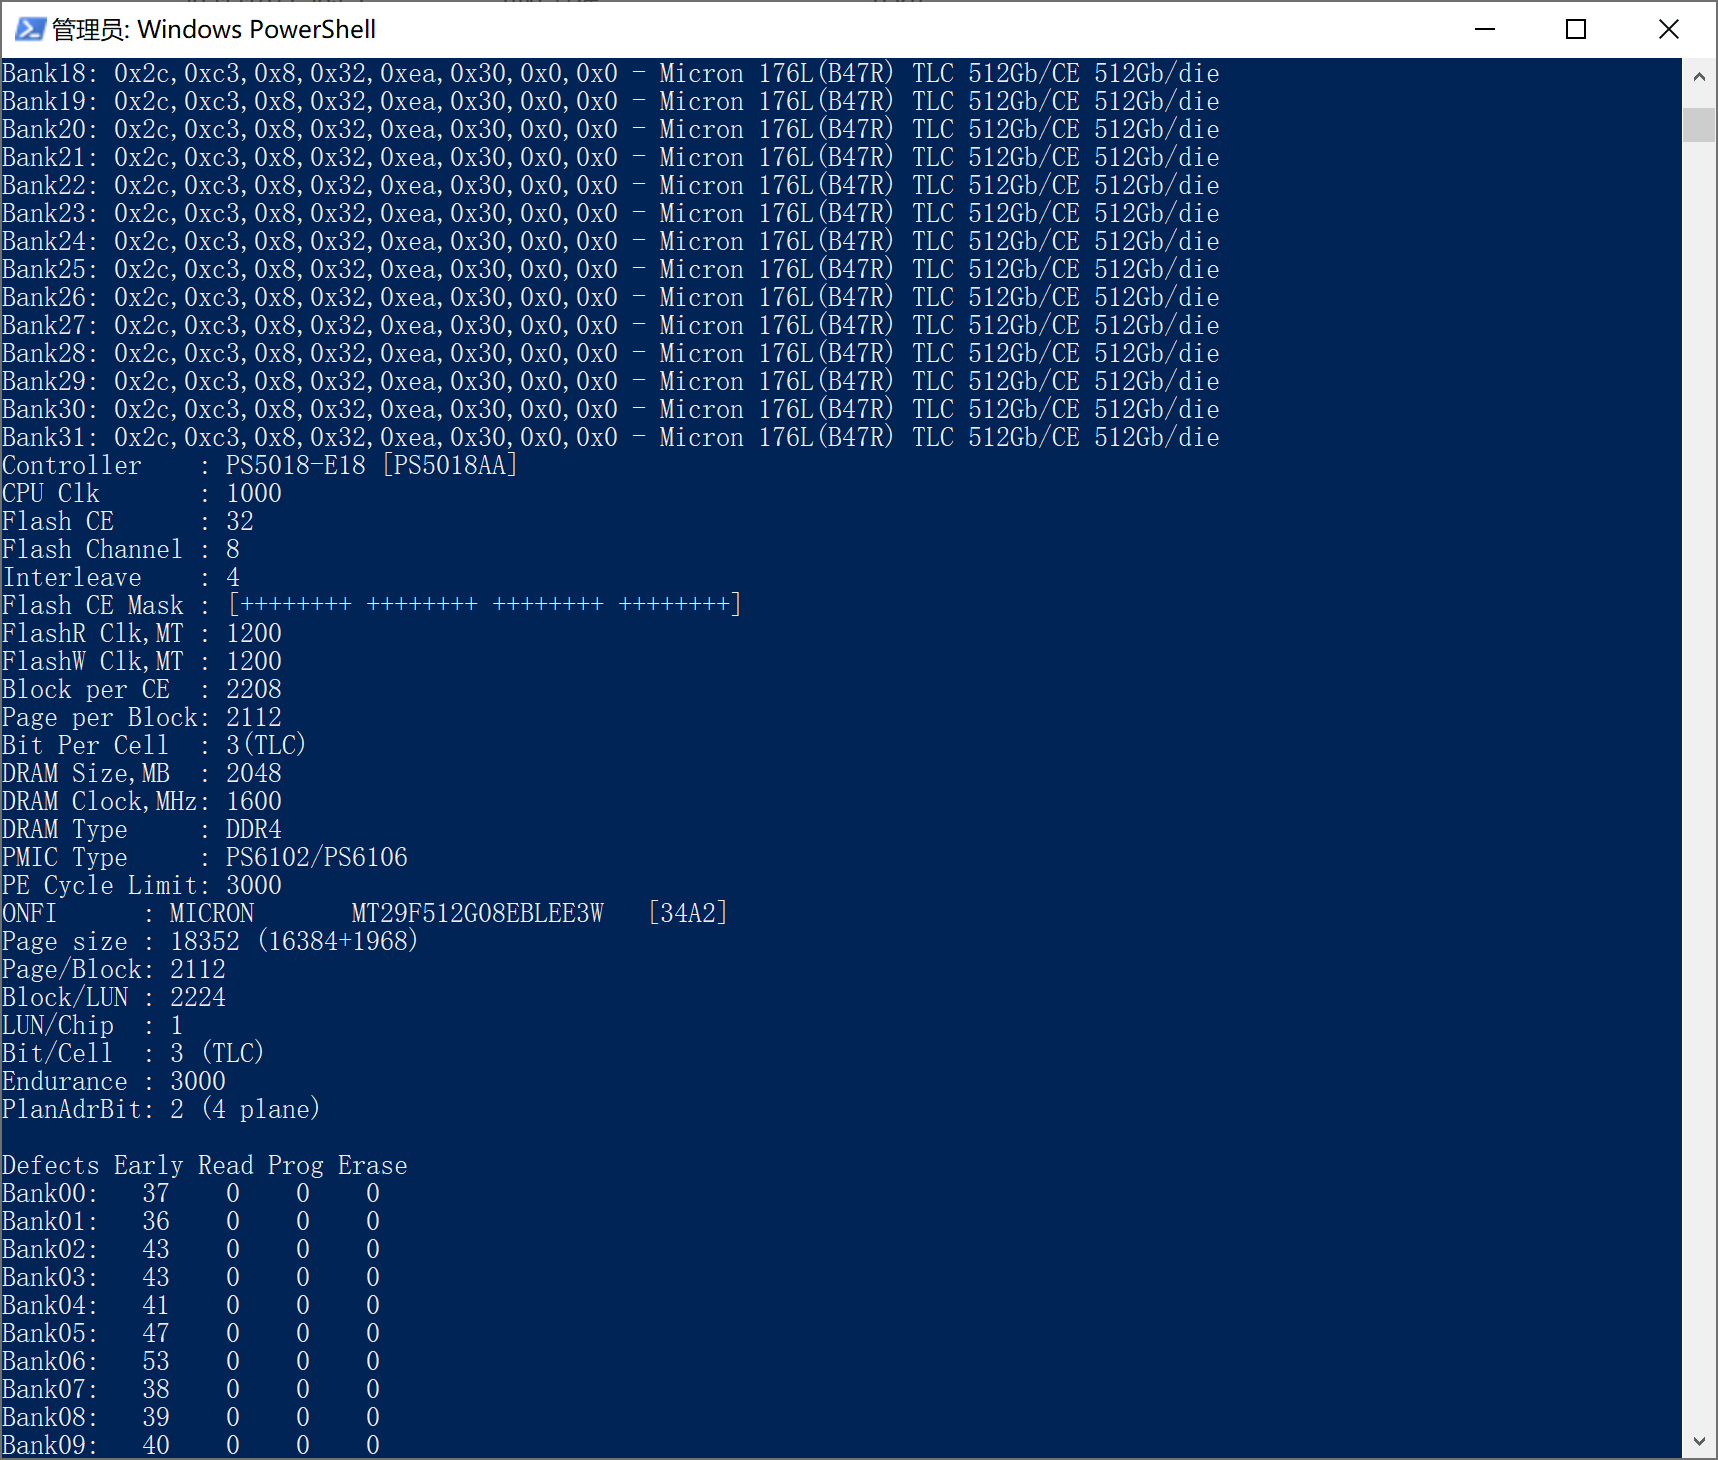 管理员: Windows PowerShell
Bank18: 0x2c,0xc3,0x8,0x32,0xea,0x30,0x0,0x0 - Micron 176L(B47R) TLC 512Gb/CE 512Gb/die
Bank19: 0x2c,0xc3,0x8,0x32,0xea,0x30,0x0,0x0 - Micron 176L(B47R) TLC 512Gb/CE 512Gb/die
Bank20: 0x2c,0xc3,0x8,0x32,0xea,0x30,0x0,0x0 - Micron 176L(B47R) TLC 512Gb/CE 512Gb/die
Bank21: 0x2c,0xc3,0x8,0x32,0xea,0x30,0x0,0x0 - Micron 176L(B47R) TLC 512Gb/CE 512Gb/die
Bank22: 0x2c,0xc3,0x8,0x32,0xea,0x30,0x0,0x0 - Micron 176L(B47R) TLC 512Gb/CE 512Gb/die
Bank23: 0x2c,0xc3,0x8,0x32,0xea,0x30,0x0,0x0 - Micron 176L(B47R) TLC 512Gb/CE 512Gb/die
Bank24: 0x2c,0xc3,0x8,0x32,0xea,0x30,0x0,0x0 - Micron 176L(B47R) TLC 512Gb/CE 512Gb/die
Bank25: 0x2c,0xc3,0x8,0x32,0xea,0x30,0x0,0x0 - Micron 176L(B47R) TLC 512Gb/CE 512Gb/die
Bank26: 0x2c,0xc3,0x8,0x32,0xea,0x30,0x0,0x0 - Micron 176L(B47R) TLC 512Gb/CE 512Gb/die
Bank27: 0x2c,0xc3,0x8,0x32,0xea,0x30,0x0,0x0 - Micron 176L(B47R) TLC 512Gb/CE 512Gb/die
Bank28: 0x2c,0xc3,0x8,0x32,0xea,0x30,0x0,0x0 - Micron 176L(B47R) TLC 512Gb/CE 512Gb/die
Bank29: 0x2c,0xc3,0x8,0x32,0xea,0x30,0x0,0x0 - Micron 176L(B47R) TLC 512Gb/CE 512Gb/die
Bank30: 0x2c,0xc3,0x8,0x32,0xea,0x30,0x0,0x0 - Micron 176L(B47R) TLC 512Gb/CE 512Gb/die
Bank31: 0x2c,0xc3,0x8,0x32,0xea,0x30,0x0,0x0 - Micron 176L(B47R) TLC 512Gb/CE 512Gb/die
Controller    : PS5018-E18 [PS5018AA]
CPU Clk       : 1000
Flash CE      : 32
Flash Channel : 8
Interleave    : 4
Flash CE Mask : [++++++++ ++++++++ ++++++++ ++++++++]
FlashR Clk,MT : 1200
FlashW Clk,MT : 1200
Block per CE  : 2208
Page per Block: 2112
Bit Per Cell  : 3(TLC)
DRAM Size,MB  : 2048
DRAM Clock,MHz: 1600
DRAM Type     : DDR4
PMIC Type     : PS6102/PS6106
PE Cycle Limit: 3000
ONFI      : MICRON       MT29F512G08EBLEE3W   [34A2]
Page size : 18352 (16384+1968)
Page/Block: 2112
Block/LUN : 2224
LUN/Chip  : 1
Bit/Cell  : 3 (TLC)
Endurance : 3000
PlanAdrBit: 2 (4 plane)
Defects Early Read Prog Erase
Bank00:   37    0    0    0
Bank01:   36    0    0    0
Bank02:   43    0    0    0
Bank03:   43    0    0    0
Bank04:   41    0    0    0
Bank05:   47    0    0    0
Bank06:   53    0    0    0
Bank07:   38    0    0    0
Bank08:   39    0    0    0
Bank09:   40    0    0    0